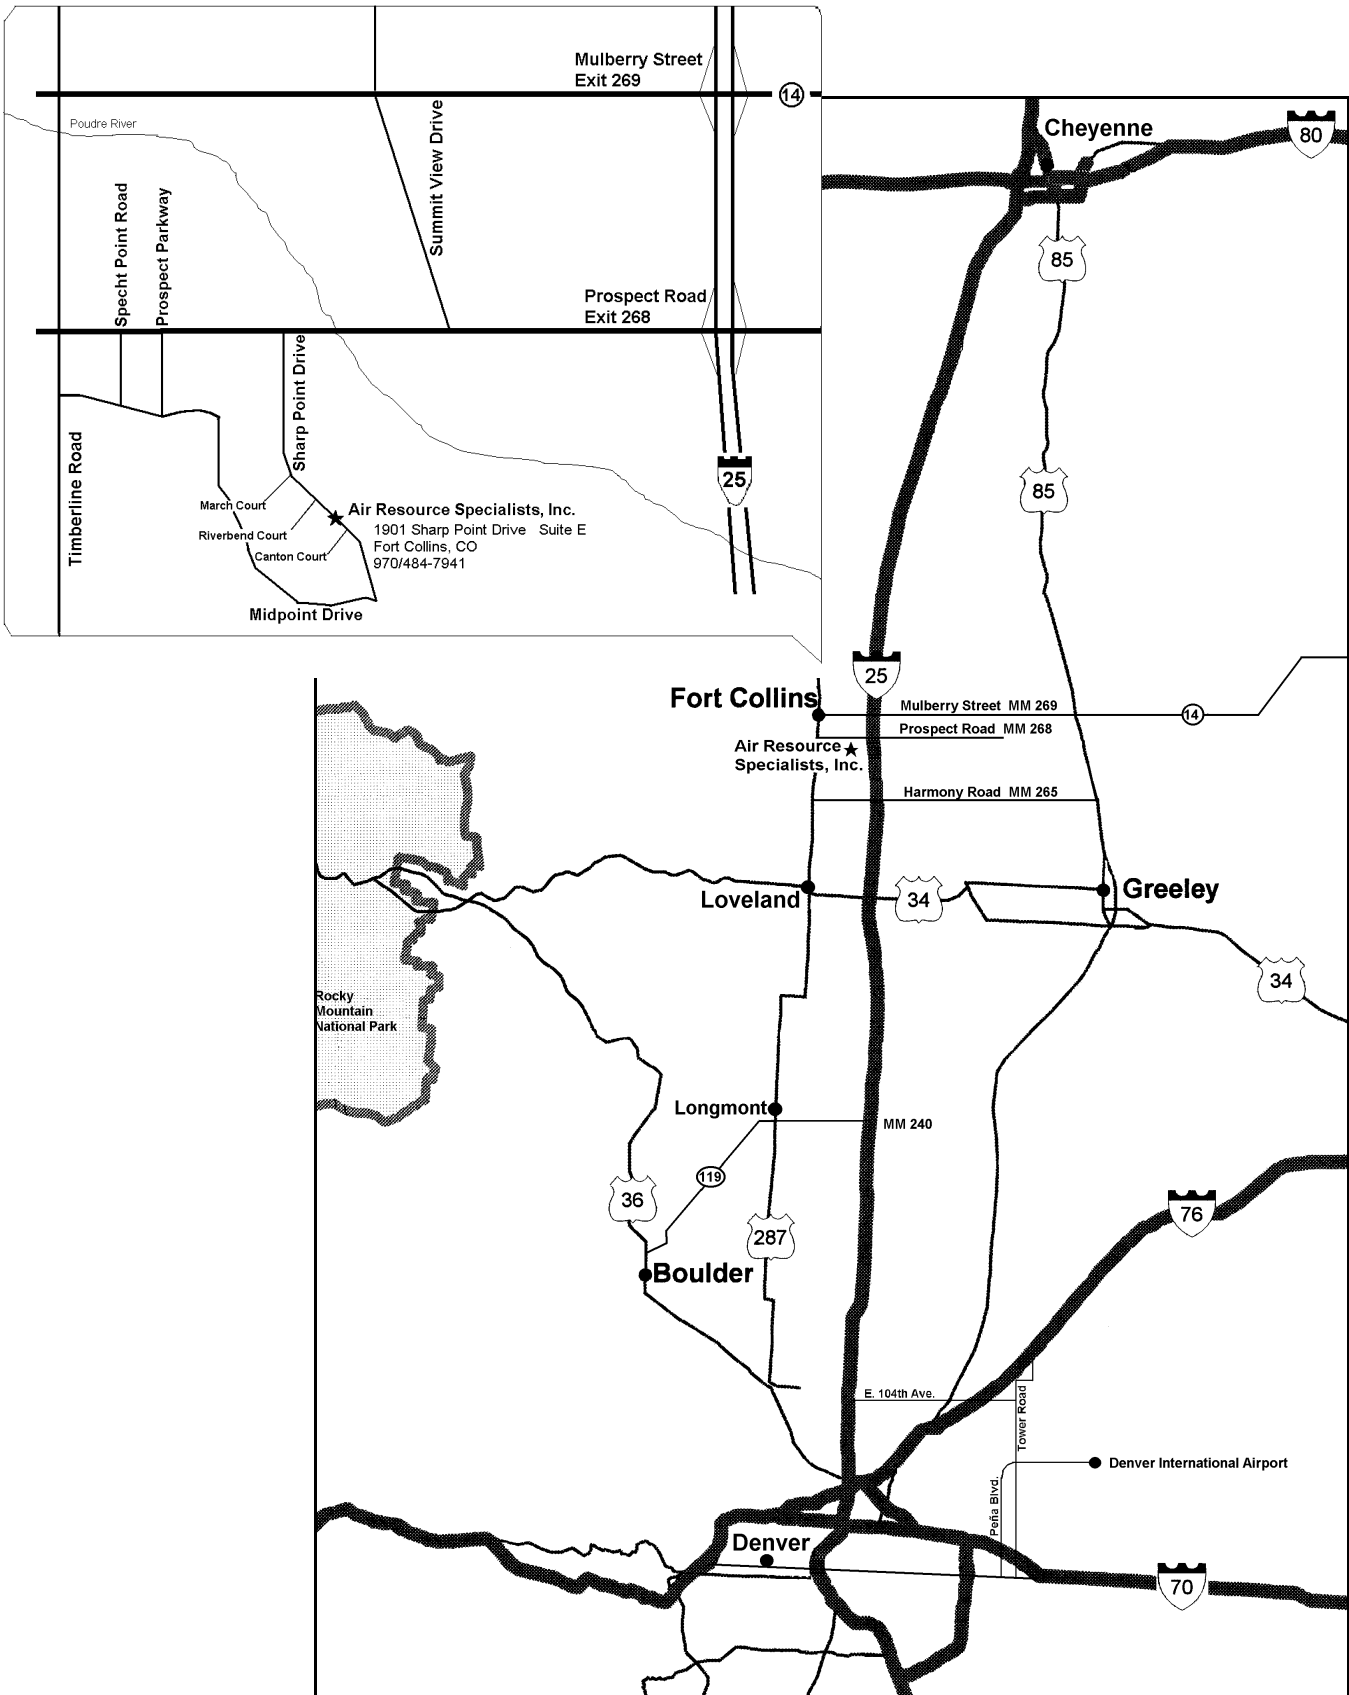 Mulberry Street
Exit 269
14
Poudre River
Summit View Drive
Specht Point Road
Prospect Parkway
Prospect Road
Exit 268
Sharp Point Drive
Timberline Road
25
March Court
Riverbend Court
Canton Court
Air Resource Specialists, Inc.
1901 Sharp Point Drive Suite E
Fort Collins, CO
970/484-7941
Midpoint Drive
Cheyenne
80
85
85
25
Fort Collins
Mulberry Street MM 269
14
Prospect Road MM 268
Air Resource
Specialists, Inc.
Harmony Road MM 265
Loveland
34
Greeley
34
Rocky
Mountain
National Park
Longmont
MM 240
119
36
287
76
Boulder
E. 104th Ave.
Tower Road
Peña Blvd.
Denver International Airport
Denver
70